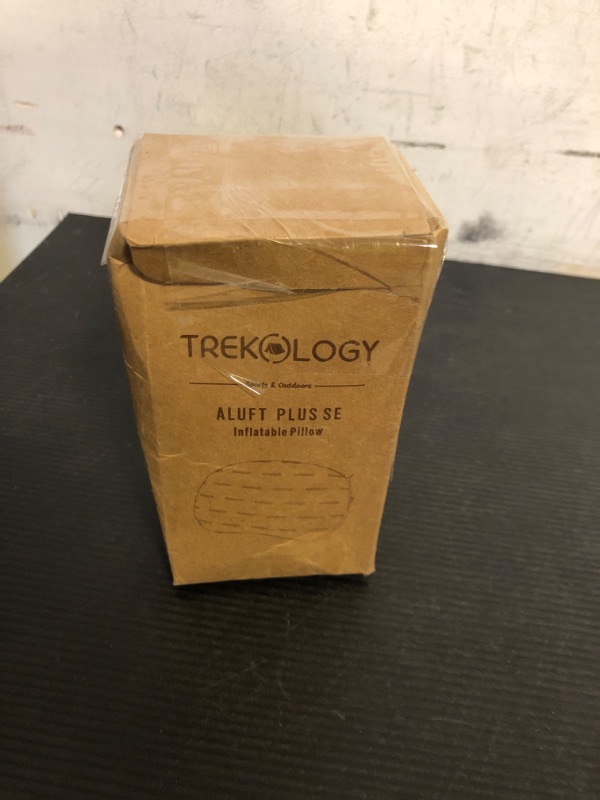 TREKOLOGY
Sports & Outdoors
ALUFT PLUS SE
Inflatable Pillow